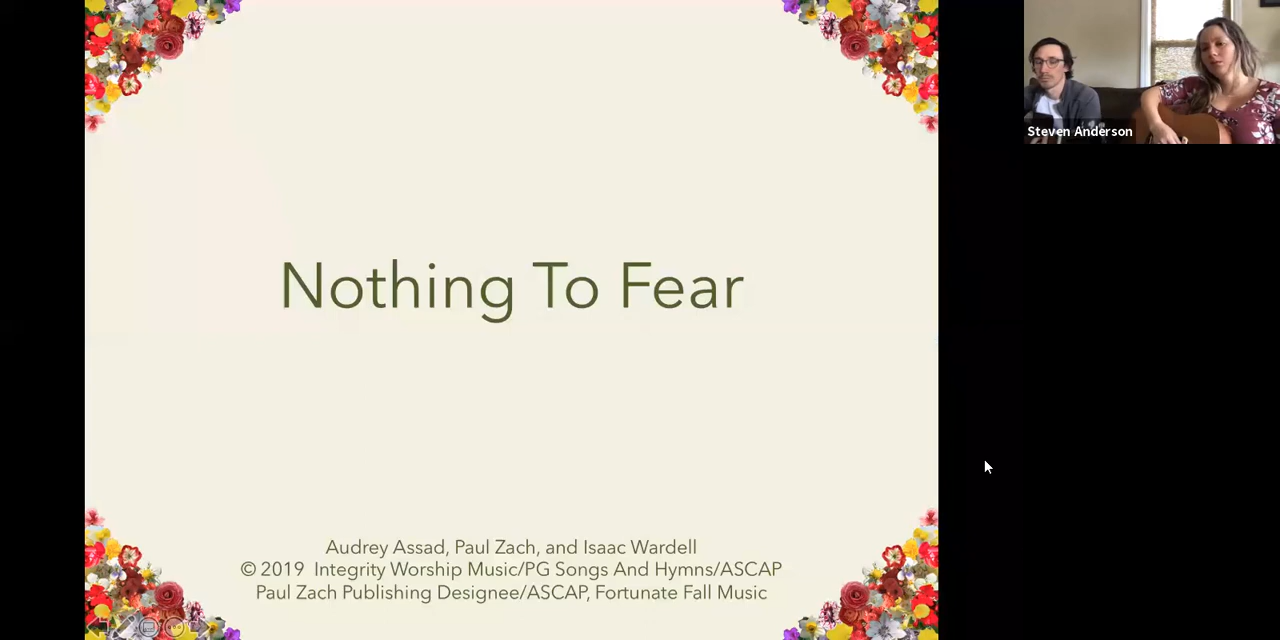 Nothing To Fear
Audrey Assad, Paul Zach, and Isaac Wardell
© 2019  Integrity Worship Music/PG Songs And Hymns/ASCAP
Paul Zach Publishing Designee/ASCAP, Fortunate Fall Music
Steven Anderson